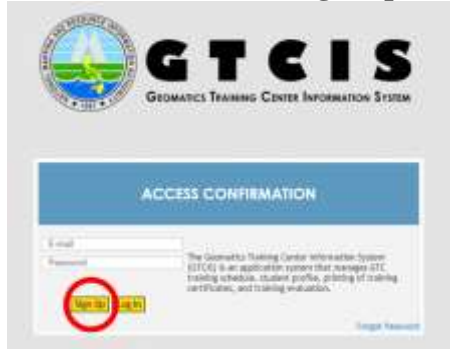 GTCIS
GEOMATICS TRAINING CENTER INFORMATION SYSTEM
ACCESS CONFIRMATION
E-mail
Password
The Geomatics Training Center Information System
(GTCIS) is an application system that manages GTC
training schedule, student profile, printing of training
certificates, and training evaluation.
Sign Up Log In
Forgot Password